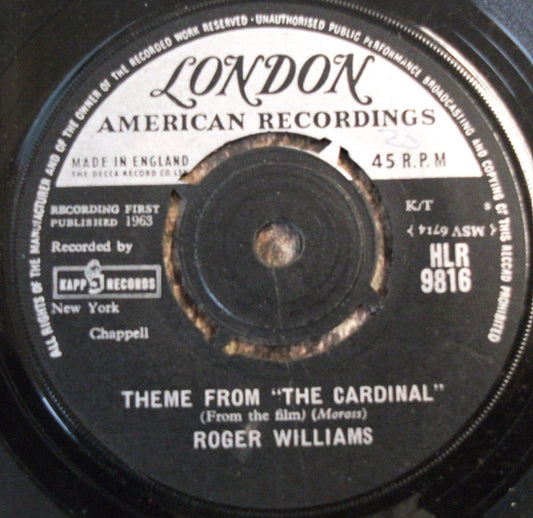 ALL RIGHTS OF THE MANUFACTURER AND OF THE OWNER OF THE RECORDED WORK RESERVED · UNAUTHORISED PUBLIC PERFORMANCE BROADCASTING AND COPYING OF THIS RECORD PROHIBITED
LONDON
AMERICAN RECORDINGS
MADE IN ENGLAND
THE DECCA RECORD CO. LTD
45 R.P.M
RECORDING FIRST
PUBLISHED 1963
K/T
Recorded by
MSV 6714
KAPP RECORDS
HLR
9816
New York
Chappell
THEME FROM "THE CARDINAL"
(From the film) (Moross)
ROGER WILLIAMS